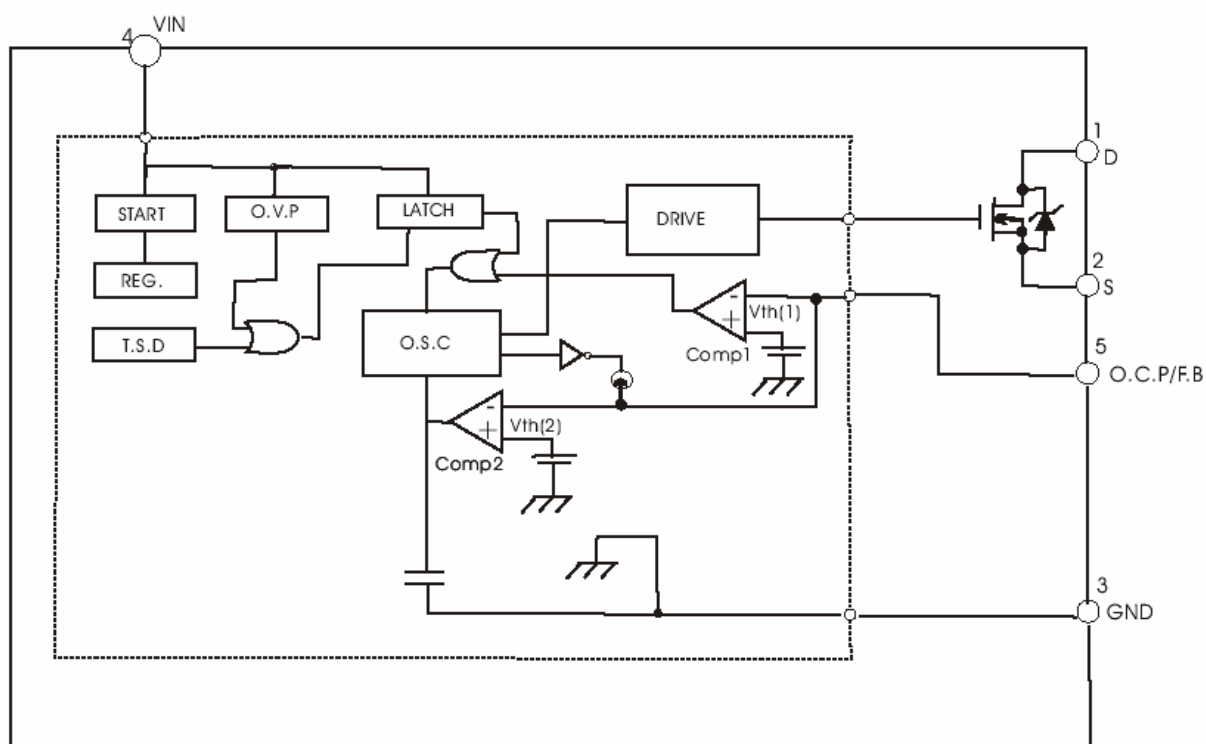 4 VIN
1
D
START
O.V.P
LATCH
DRIVE
2
S
REG.
- Vth(1)
+
Comp1
T.S.D
O.S.C
5
O.C.P/F.B
- Vth(2)
+
Comp2
3
GND